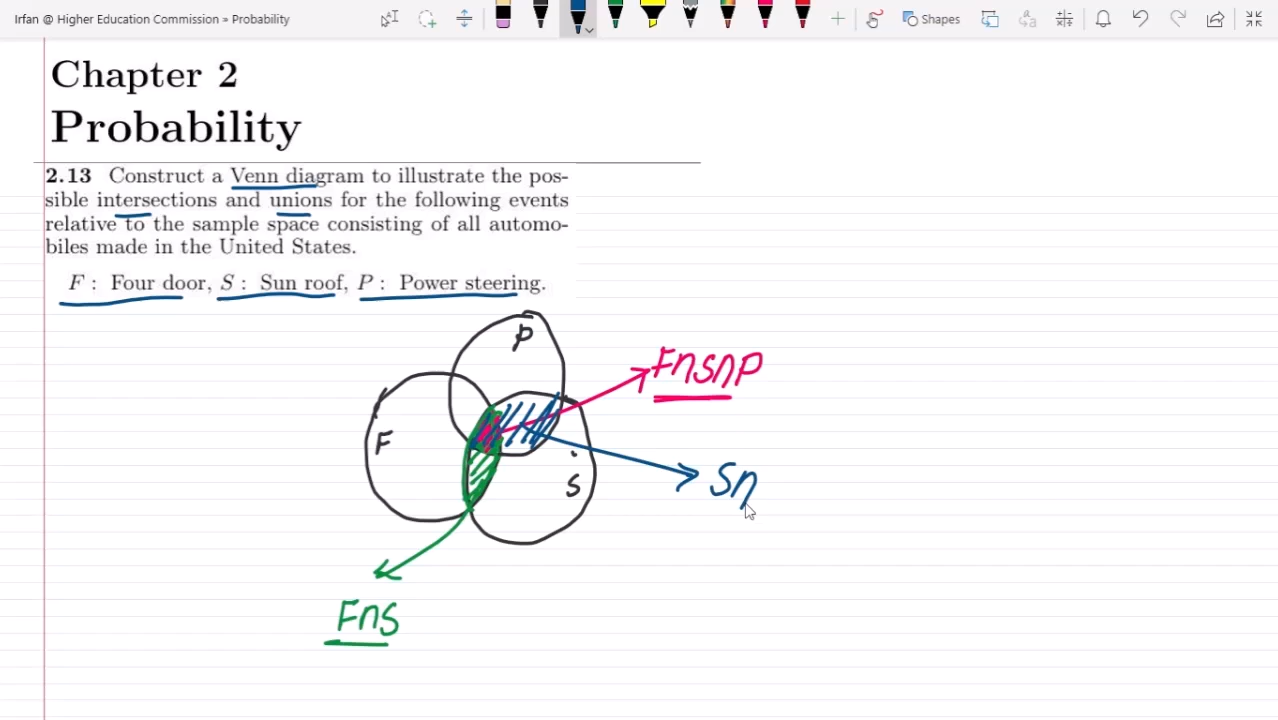 Irfan @ Higher Education Commission » Probability
Shapes
Chapter 2
Probability
2.13 Construct a Venn diagram to illustrate the pos-
sible intersections and unions for the following events
relative to the sample space consisting of all automo-
biles made in the United States.
F : Four door, S : Sun roof, P : Power steering.
P
F∩S∩P
F
S
S∩
F∩S